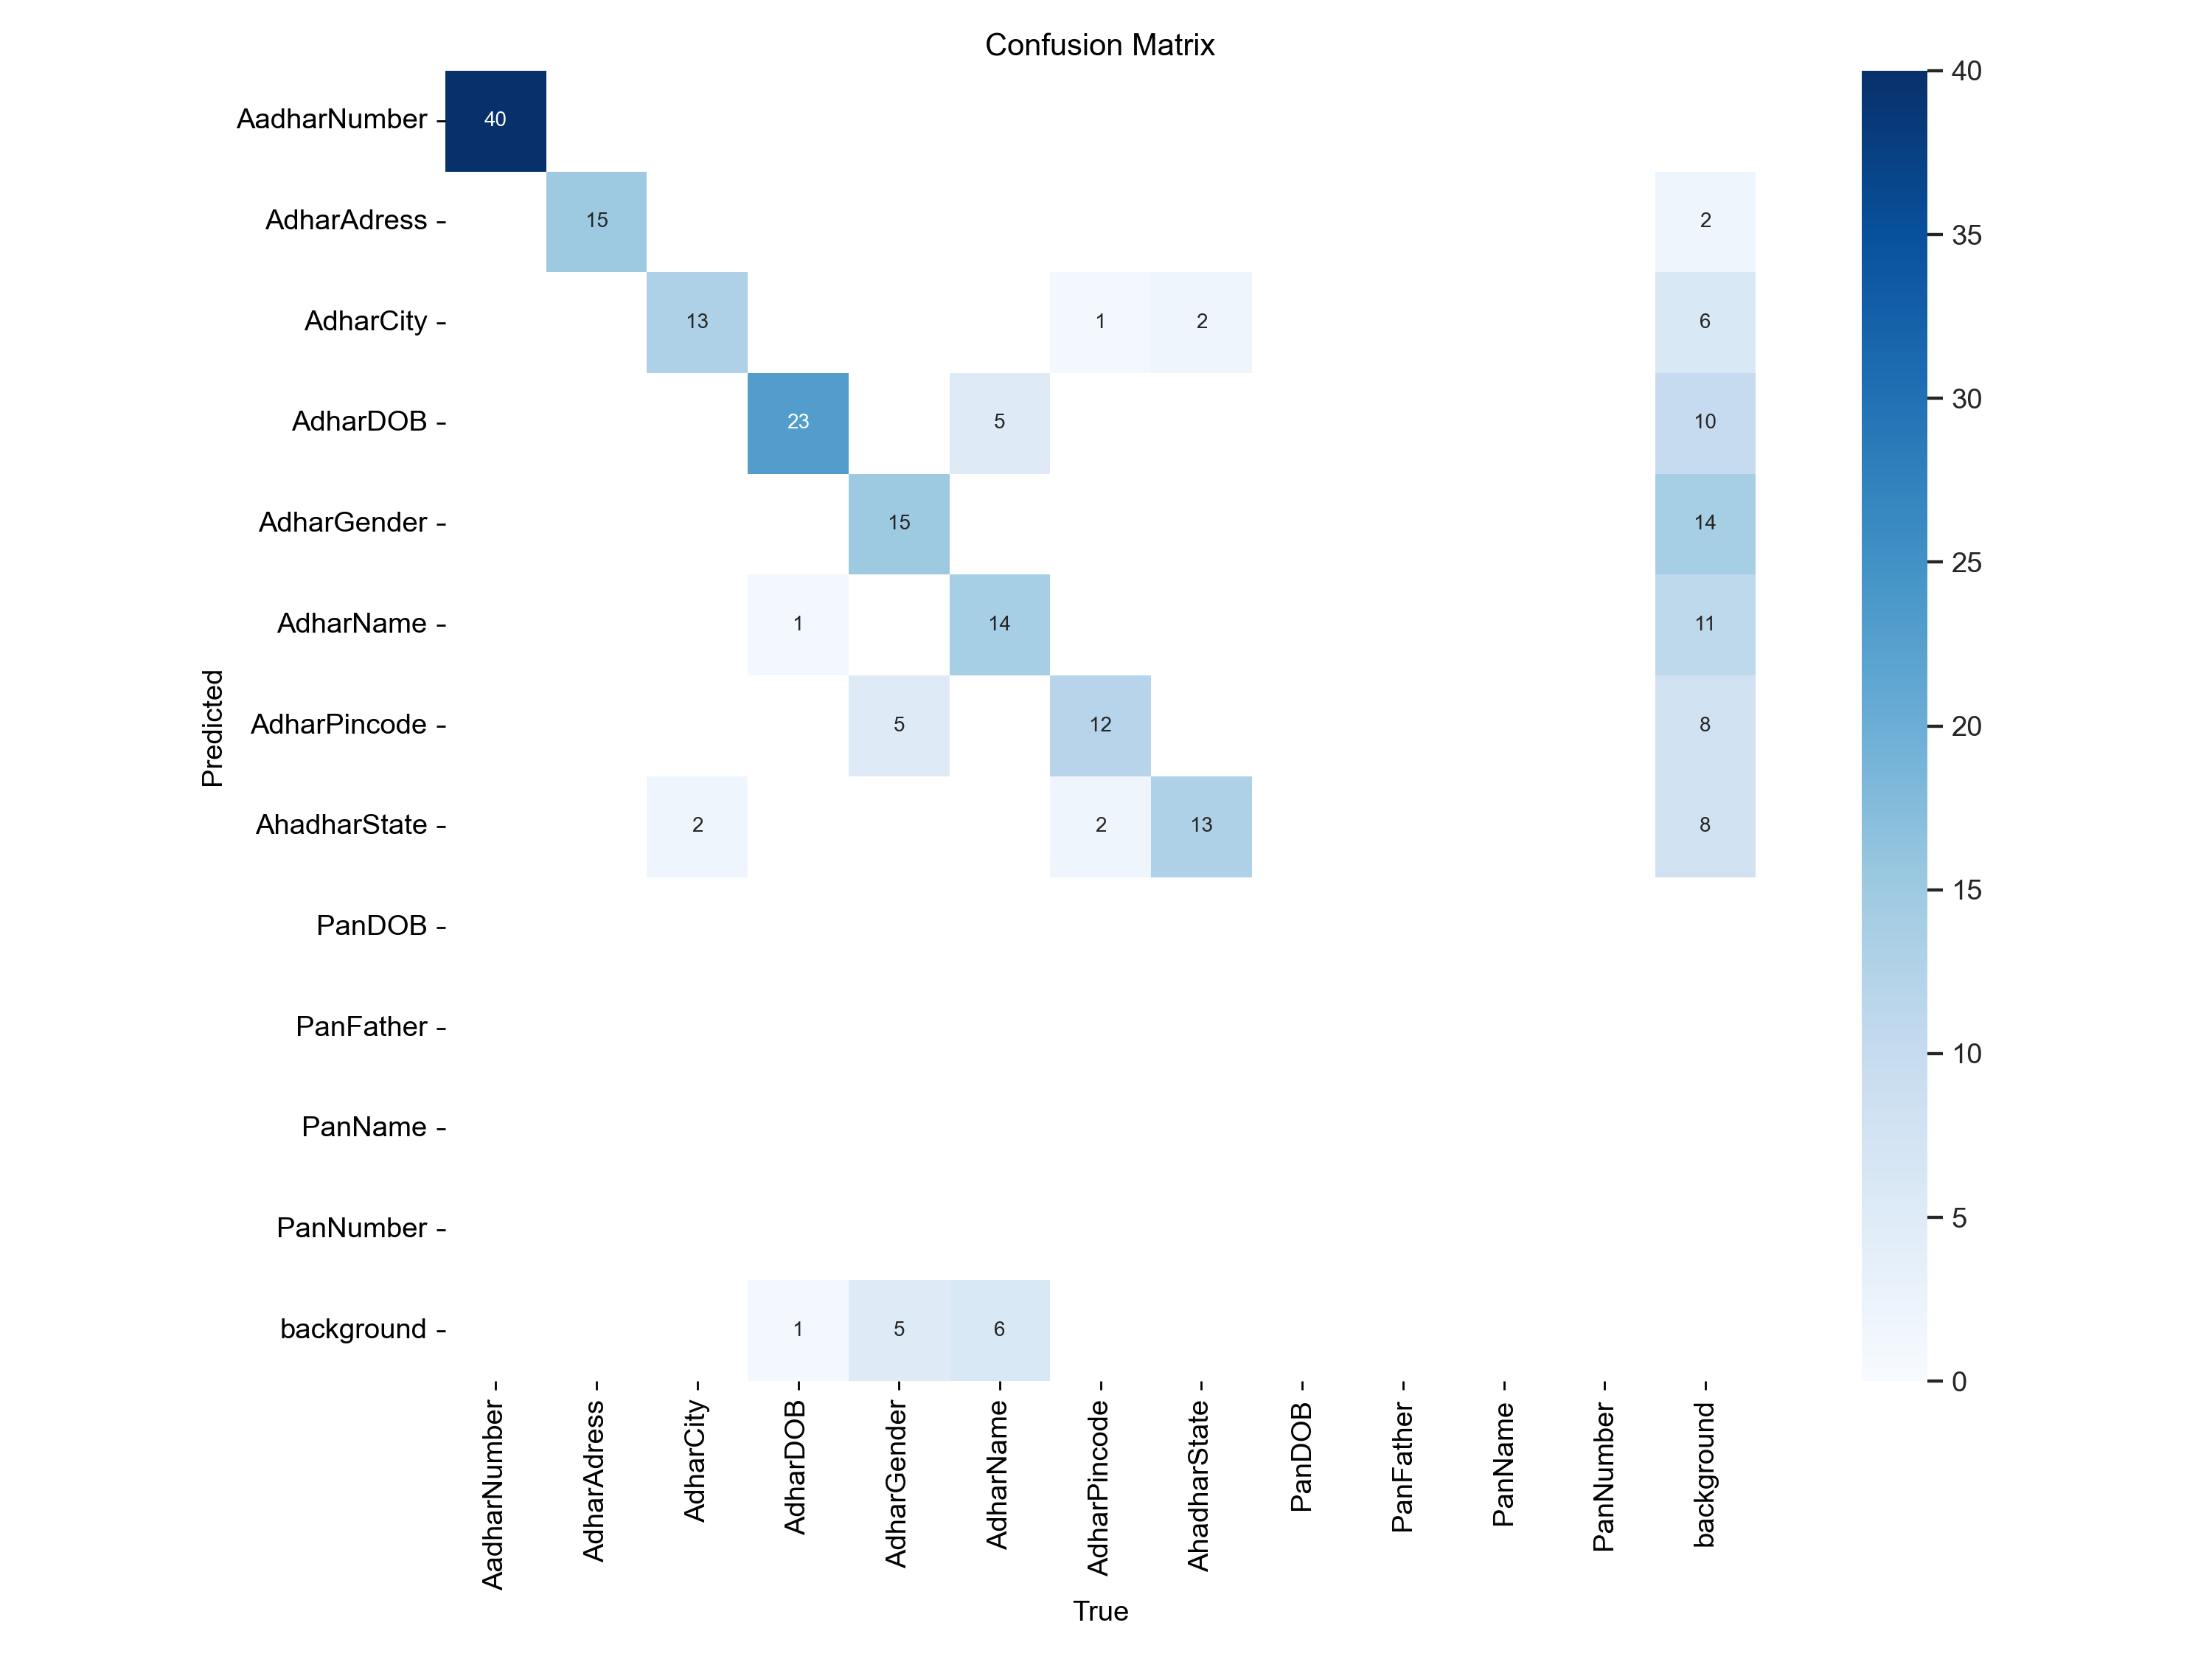 Confusion Matrix
AadharNumber
40
AdharAdress
15 2
AdharCity
13 1 2 6
AdharDOB
23 5 10
AdharGender
15 14
AdharName
1 14 11
AdharPincode
5 12 8
AhadharState
2 2 13 8
PanDOB
PanFather
PanName
PanNumber
background
1 5 6
Predicted
AadharNumber
AdharAdress
AdharCity
AdharDOB
AdharGender
AdharName
AdharPincode
AhadharState
PanDOB
PanFather
PanName
PanNumber
background
True
40
35
30
25
20
15
10
5
0